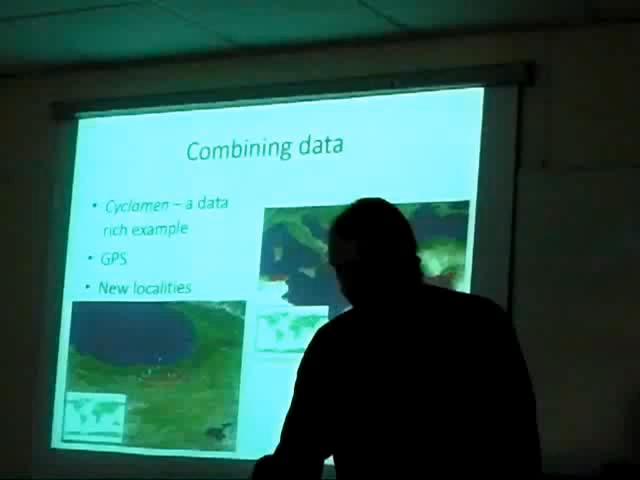 Combining data
• Cyclamen – a data
rich example
• GPS
• New localities